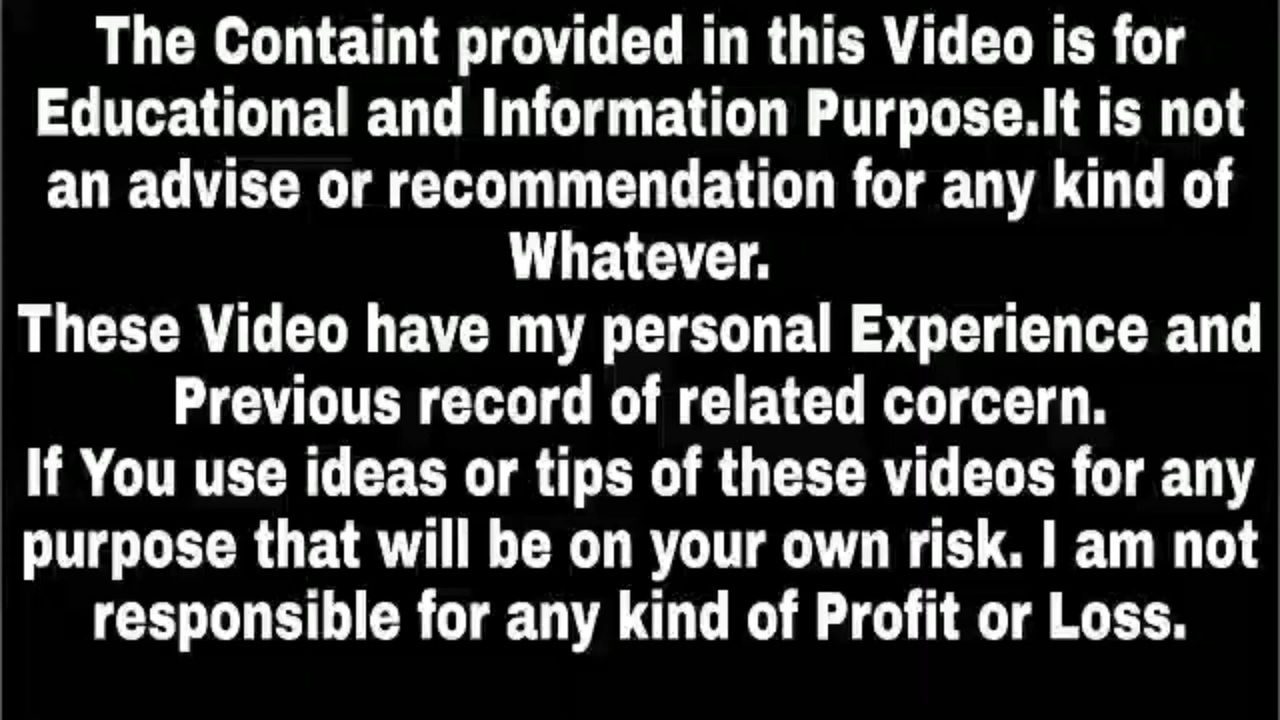 The Containt provided in this Video is for
Educational and Information Purpose.It is not
an advise or recommendation for any kind of
Whatever.
These Video have my personal Experience and
Previous record of related corcern.
If You use ideas or tips of these videos for any
purpose that will be on your own risk. I am not
responsible for any kind of Profit or Loss.